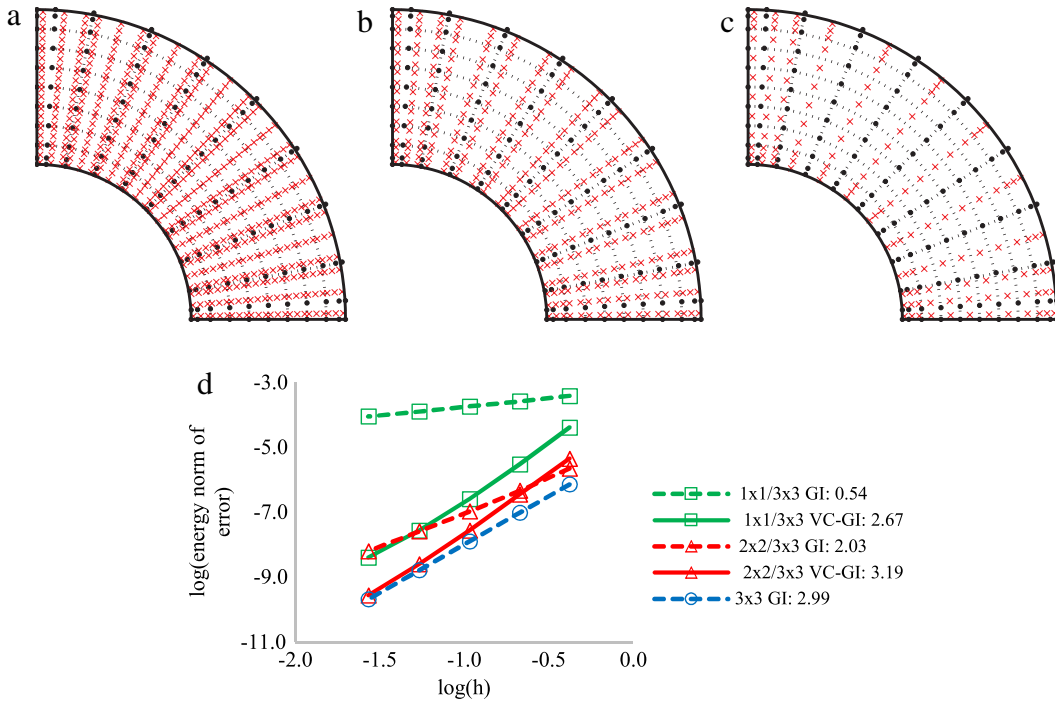 a
b
c
d
log(energy norm of
error)
-3.0
-5.0
-7.0
-9.0
-11.0
-2.0
-1.5
-1.0
-0.5
0.0
log(h)
1x1/3x3 GI: 0.54
1x1/3x3 VC-GI: 2.67
2x2/3x3 GI: 2.03
2x2/3x3 VC-GI: 3.19
3x3 GI: 2.99